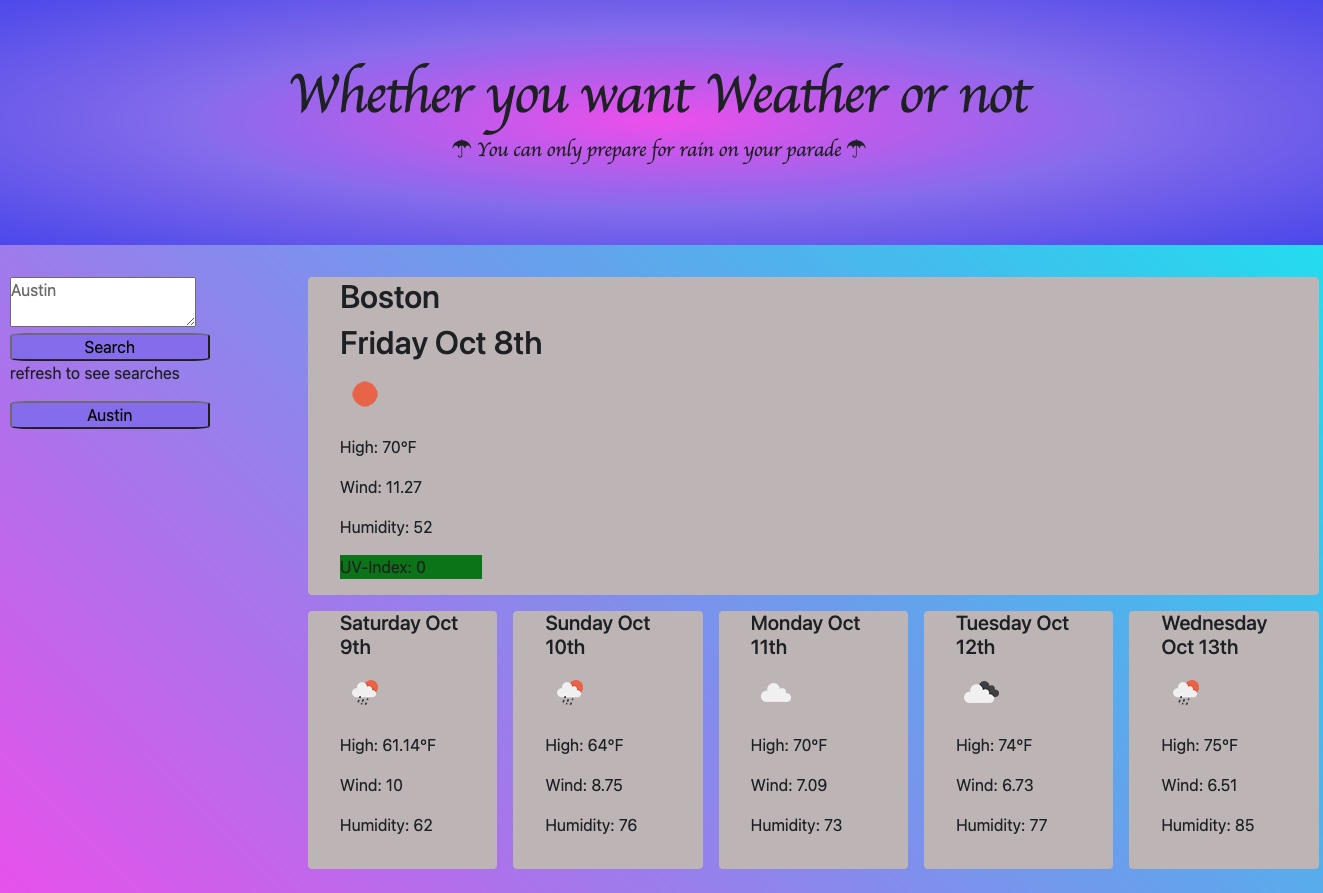 Whether you want Weather or not
☂ You can only prepare for rain on your parade ☂
Austin
Search
refresh to see searches
Austin
Boston
Friday Oct 8th
High: 70°F
Wind: 11.27
Humidity: 52
UV-Index: 0
Saturday Oct
9th
High: 61.14°F
Wind: 10
Humidity: 62
Sunday Oct
10th
High: 64°F
Wind: 8.75
Humidity: 76
Monday Oct
11th
High: 70°F
Wind: 7.09
Humidity: 73
Tuesday Oct
12th
High: 74°F
Wind: 6.73
Humidity: 77
Wednesday
Oct 13th
High: 75°F
Wind: 6.51
Humidity: 85